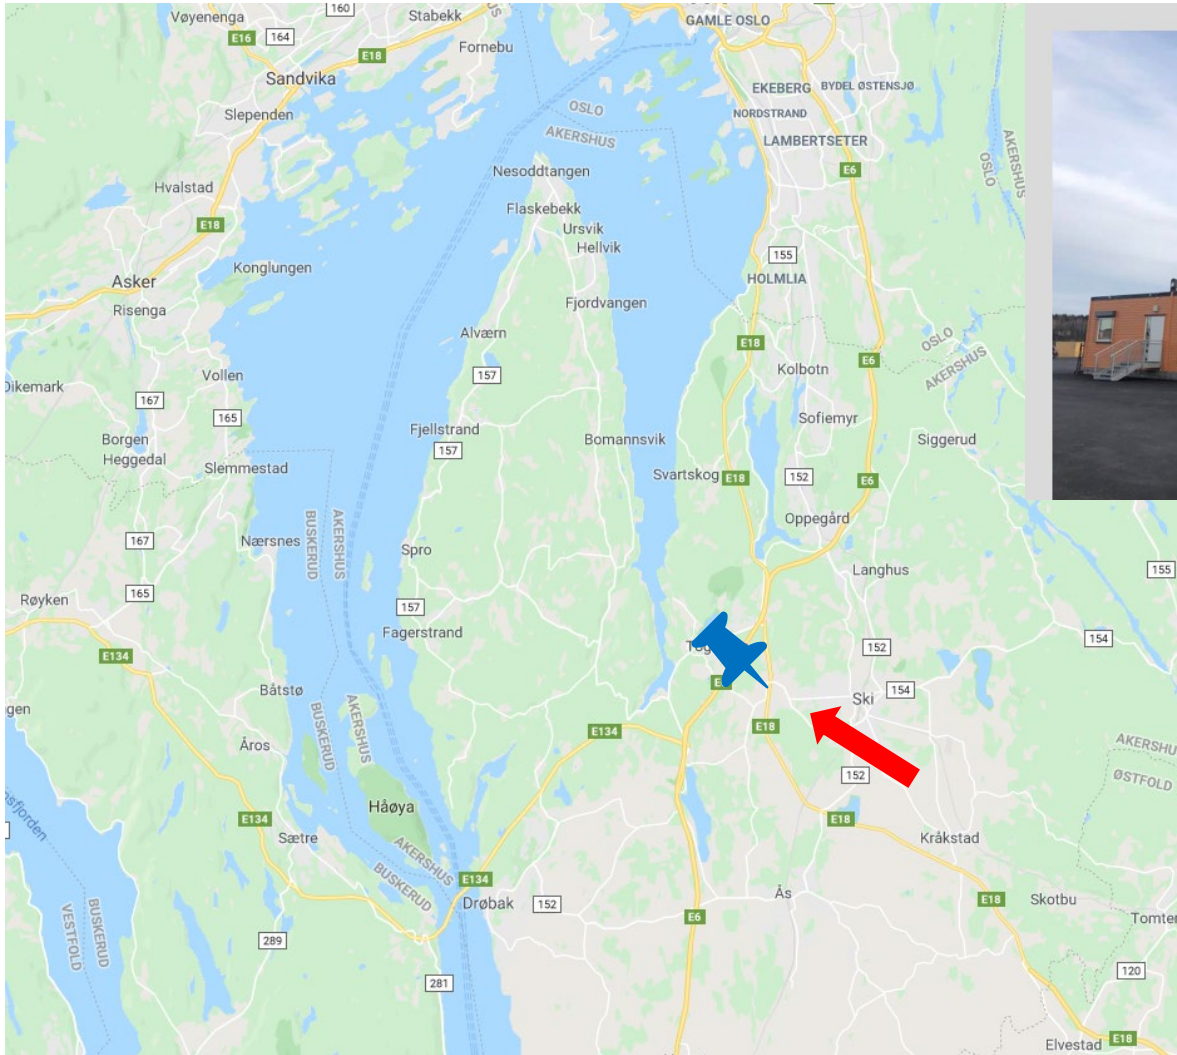 160
Vøyenenga
Stabekk
GAMLE OSLO
E16
164
E18
Fornebu
Sandvika
EKEBERG
BYDEL ØSTENSJØ
Slependen
OSLO
NORDSTRAND
AKERSHUS
LAMBERTSETER
AKERSHUS
OSLO
E6
Nesoddtangen
Hvalstad
Flaskebekk
E18
Ursvik
Hellvik
155
Konglungen
HOLMLIA
Asker
Risenga
Fjordvangen
Alværn
E18
OSLO
AKERSHUS
E6
Kolbotn
157
Vollen
Dikemark
167
165
Sofiemyr
Fjellstrand
Borgen
Bomannsvik
Siggerud
157
Heggedal
Slemmestad
Svartskog
E18
152
E6
BUSKERUD
AKERSHUS
Oppegård
167
Nærsnes
Spro
Langhus
155
165
Røyken
157
Fagerstrand
154
E134
152
Ski
154
Båtstø
AKERSHUS
BUSKERUD
E18
E134
Åros
152
AKERSHU
ØSTFOLD
Håøya
E134
E18
Sætre
Kråkstad
AKERSHUS
BUSKERUD
E134
Drøbak
152
Ås
E18
Skotbu
E6
Tomter
BUSKERUD
VESTFOLD
289
281
120
E18
Elvestad